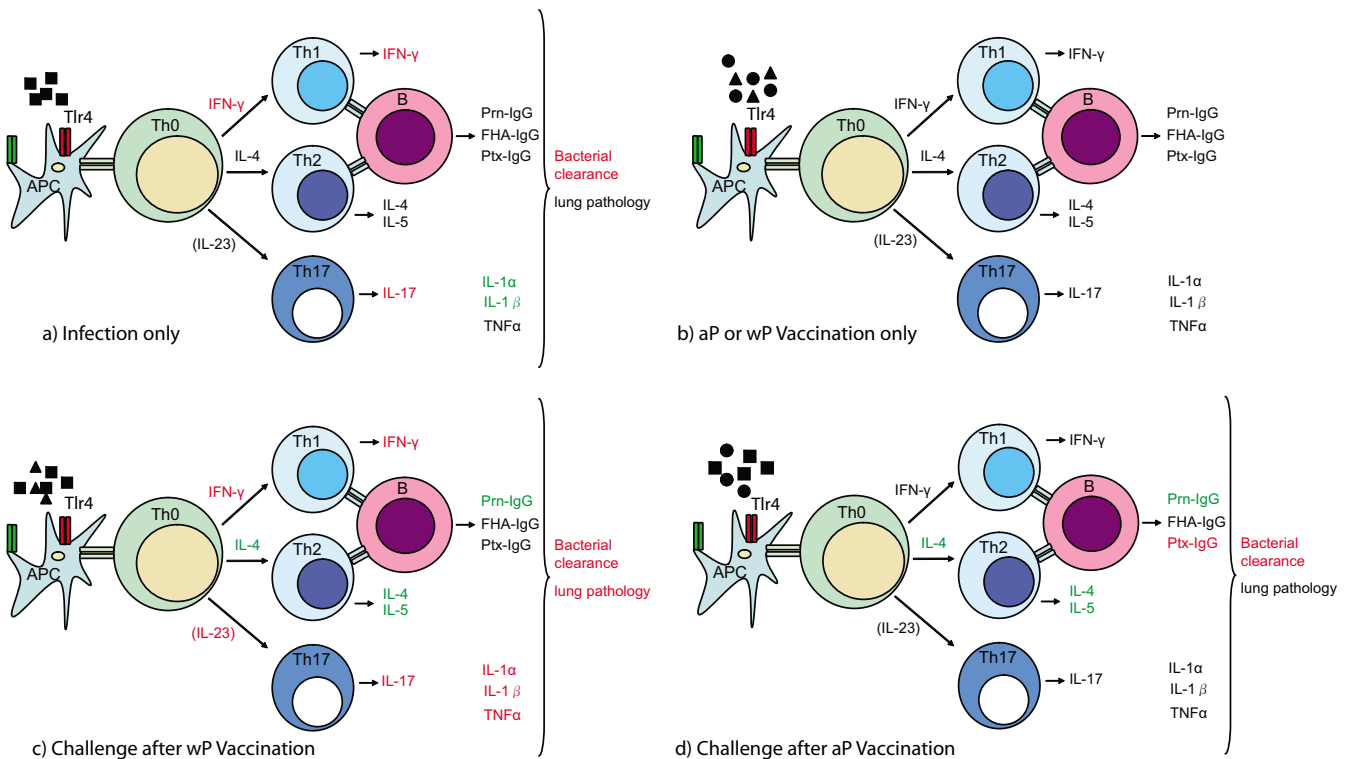 Tlr4
APC
Th0
IFN-γ
IL-4
(IL-23)
Th1
IFN-γ
Th2
IL-4
IL-5
Th17
IL-17
B
Prn-IgG
FHA-IgG
Ptx-IgG
IL-1α
IL-1 β
TNFα
Bacterial
clearance
lung pathology
a) Infection only
Tlr4
APC
Th0
IFN-γ
IL-4
(IL-23)
Th1
IFN-γ
Th2
IL-4
IL-5
Th17
IL-17
B
Prn-IgG
FHA-IgG
Ptx-IgG
IL-1α
IL-1 β
TNFα
b) aP or wP Vaccination only
Tlr4
APC
Th0
IFN-γ
IL-4
(IL-23)
Th1
IFN-γ
Th2
IL-4
IL-5
Th17
IL-17
B
Prn-IgG
FHA-IgG
Ptx-IgG
IL-1α
IL-1 β
TNFα
Bacterial
clearance
lung pathology
c) Challenge after wP Vaccination
Tlr4
APC
Th0
IFN-γ
IL-4
(IL-23)
Th1
IFN-γ
Th2
IL-4
IL-5
Th17
IL-17
B
Prn-IgG
FHA-IgG
Ptx-IgG
IL-1α
IL-1 β
TNFα
Bacterial
clearance
lung pathology
d) Challenge after aP Vaccination